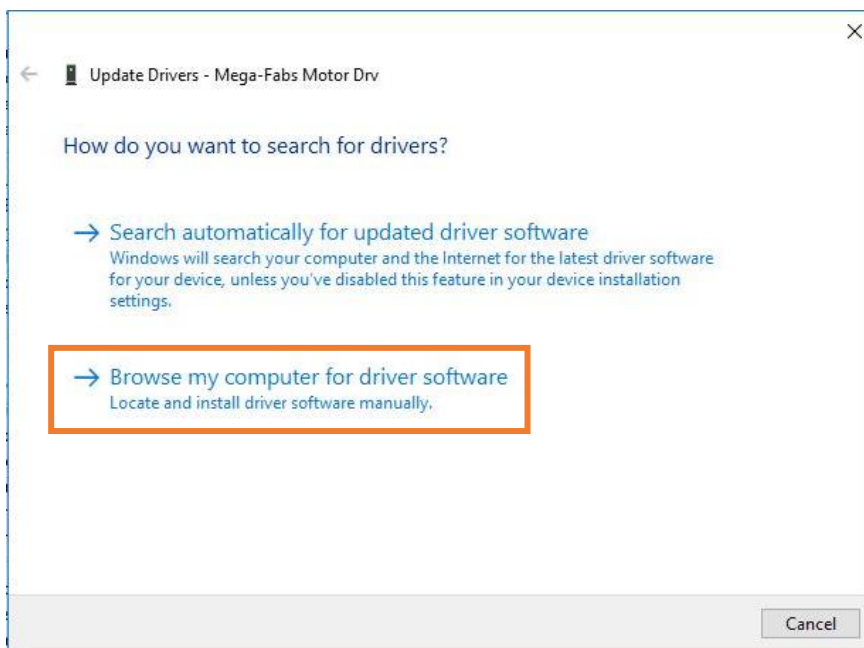 Update Drivers - Mega-Fabs Motor Drv
How do you want to search for drivers?
Search automatically for updated driver software
Windows will search your computer and the Internet for the latest driver software
for your device, unless you've disabled this feature in your device installation
settings.
Browse my computer for driver software
Locate and install driver software manually.
Cancel